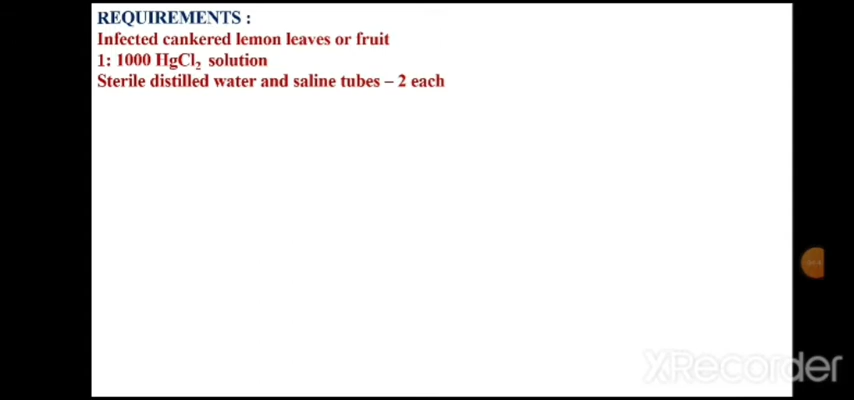 REQUIREMENTS :
Infected cankered lemon leaves or fruit
1: 1000 HgCl₂ solution
Sterile distilled water and saline tubes – 2 each
XRecorder